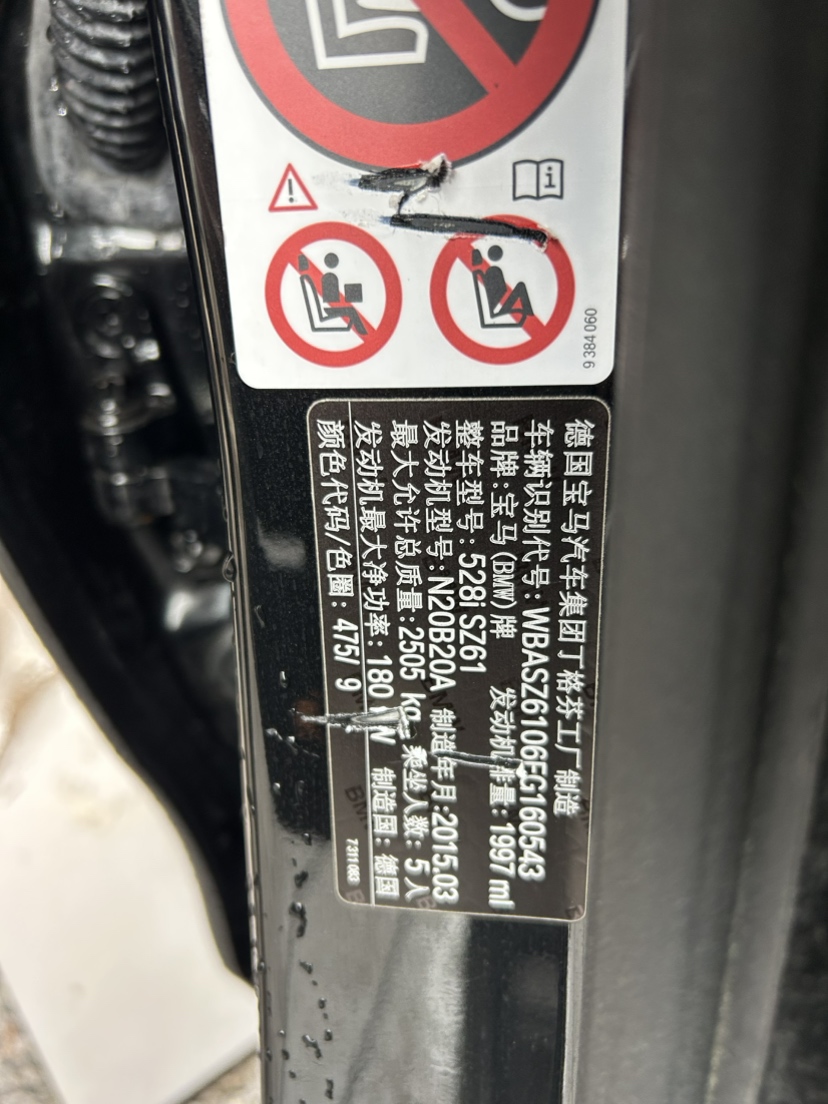 9 384 060
德国宝马汽车集团丁格芬工厂制造
车辆识别代号: WBASZ6106EG160543
品牌: 宝马(BMW)牌 发动机排量: 1997 ml
整车型号: 528i SZ61
发动机型号: N20B20A 制造年月: 2015.03
最大允许总质量: 2505 kg 乘坐人数: 5人
发动机最大净功率: 180 kW 制造国: 德国
颜色代码/色圈: 475/ 9
7311083